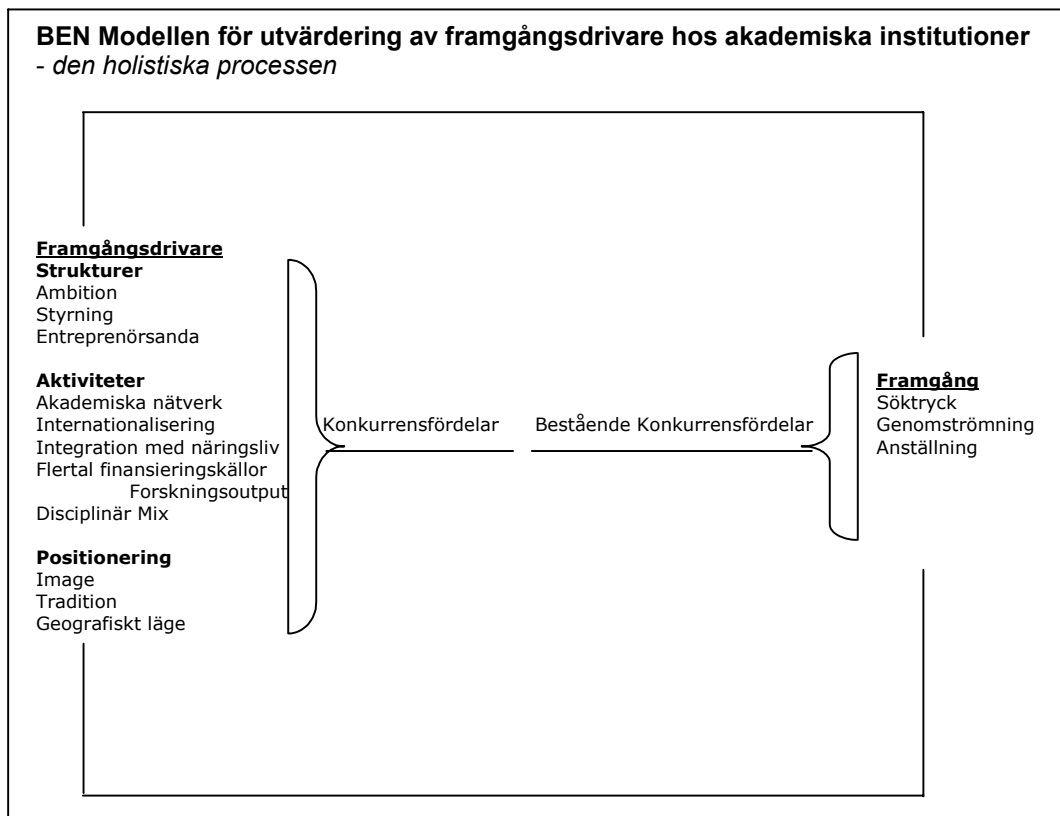 BEN Modellen för utvärdering av framgångsdrivare hos akademiska institutioner
- den holistiska processen
Framgångsdrivare
Strukturer
Ambition
Styrning
Entreprenörsanda
Aktiviteter
Akademiska nätverk
Internationalisering
Integration med näringsliv
Flertal finansieringskällor
Forskningsoutput
Disciplinär Mix
Positionering
Image
Tradition
Geografiskt läge
Konkurrensfördelar
Bestående Konkurrensfördelar
Framgång
Söktryck
Genomströmning
Anställning